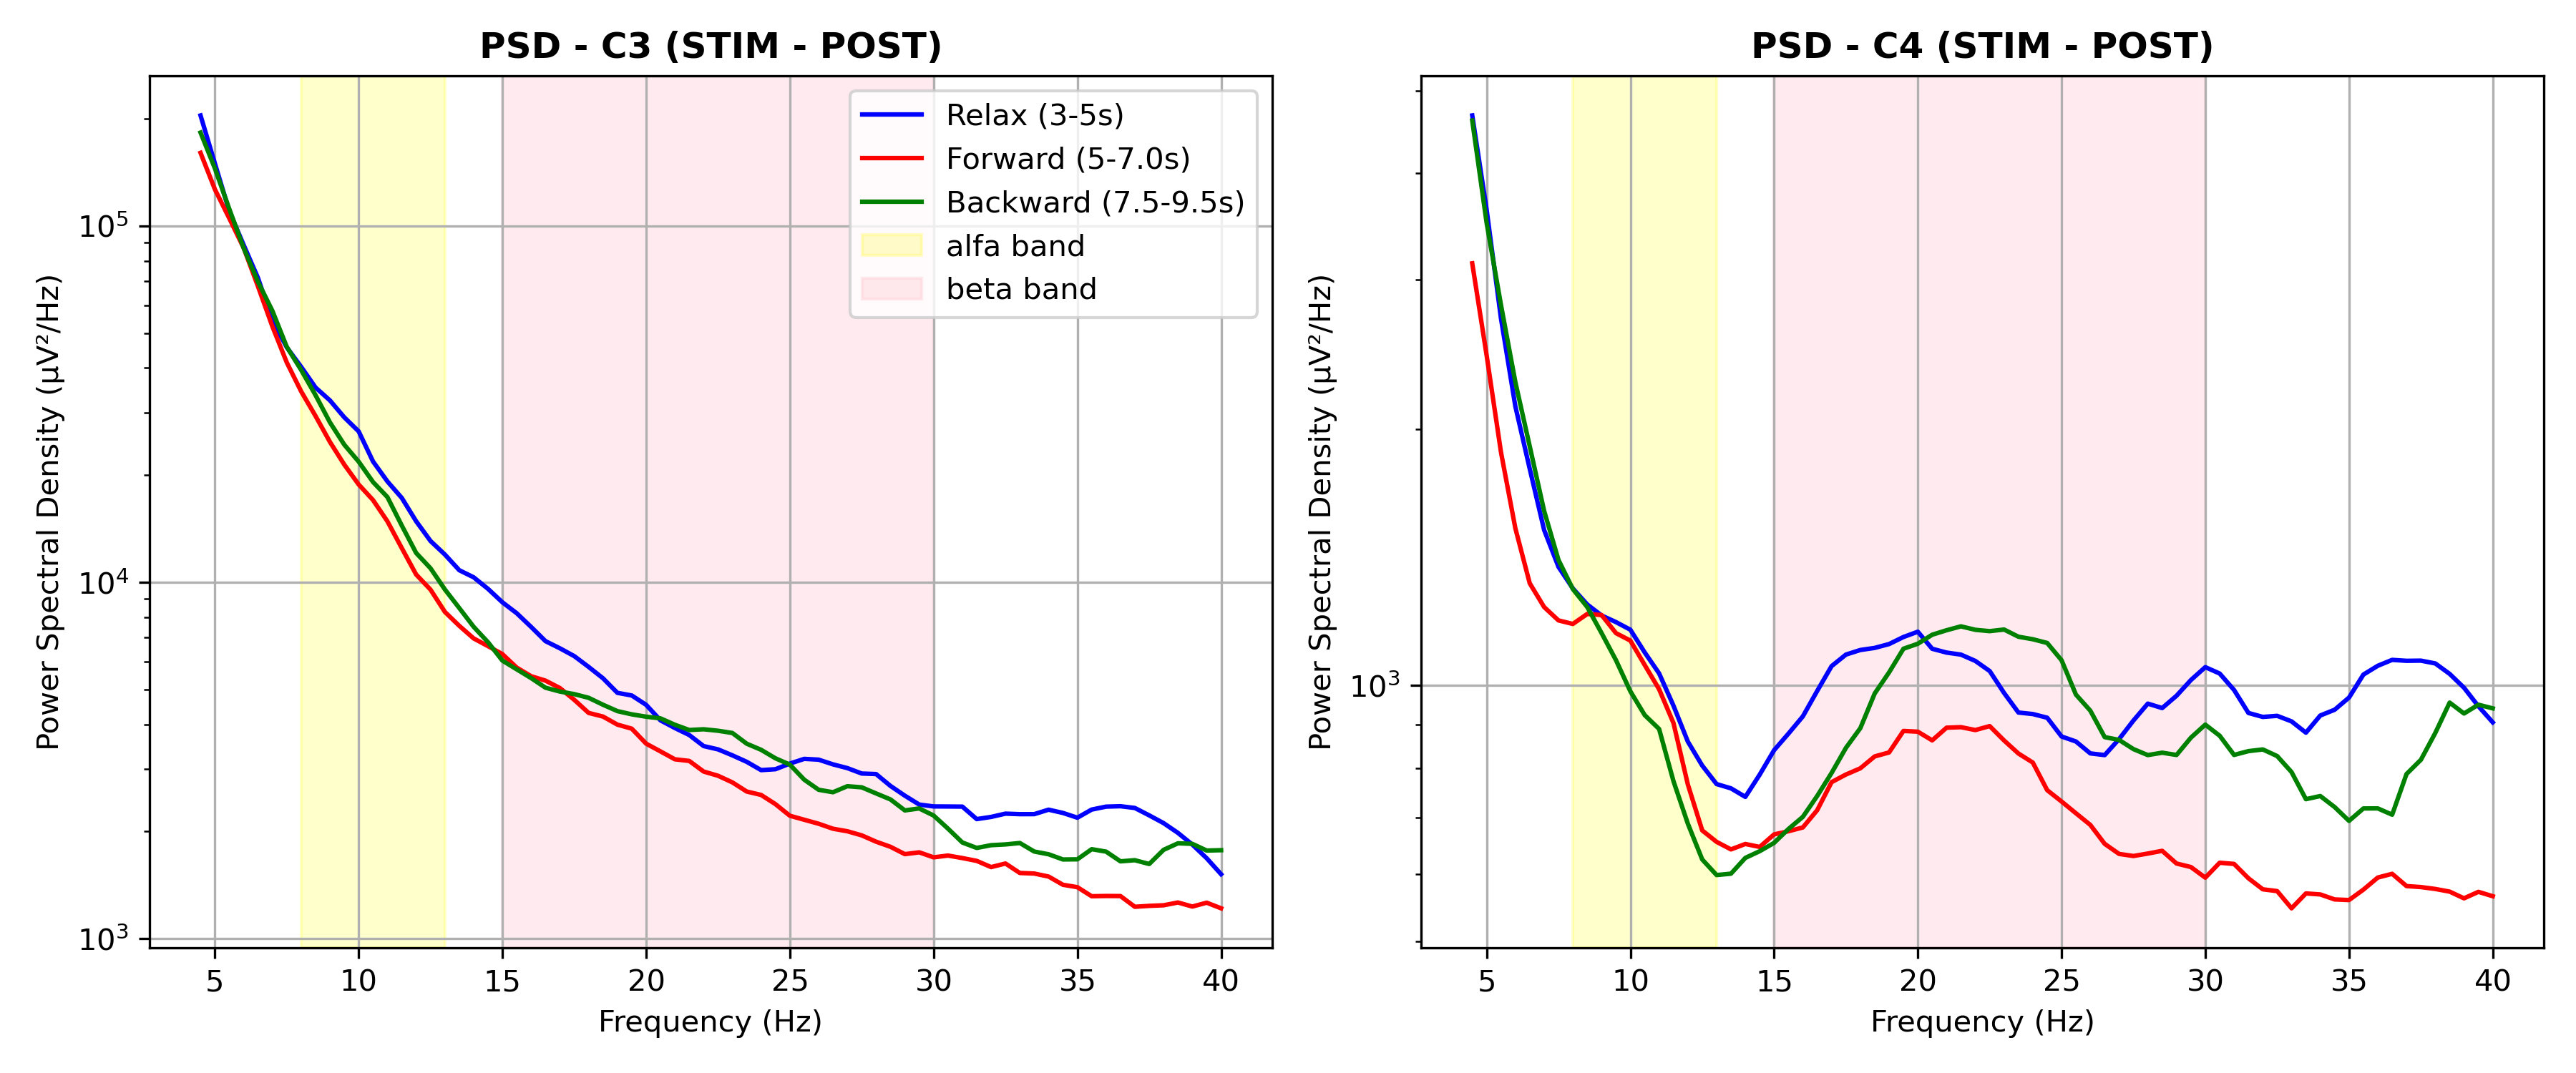 PSD - C3 (STIM - POST)
Power Spectral Density (µV²/Hz)
10⁵
10⁴
10³
Relax (3-5s)
Forward (5-7.0s)
Backward (7.5-9.5s)
alfa band
beta band
5 10 15 20 25 30 35 40
Frequency (Hz)
PSD - C4 (STIM - POST)
Power Spectral Density (µV²/Hz)
10³
5 10 15 20 25 30 35 40
Frequency (Hz)